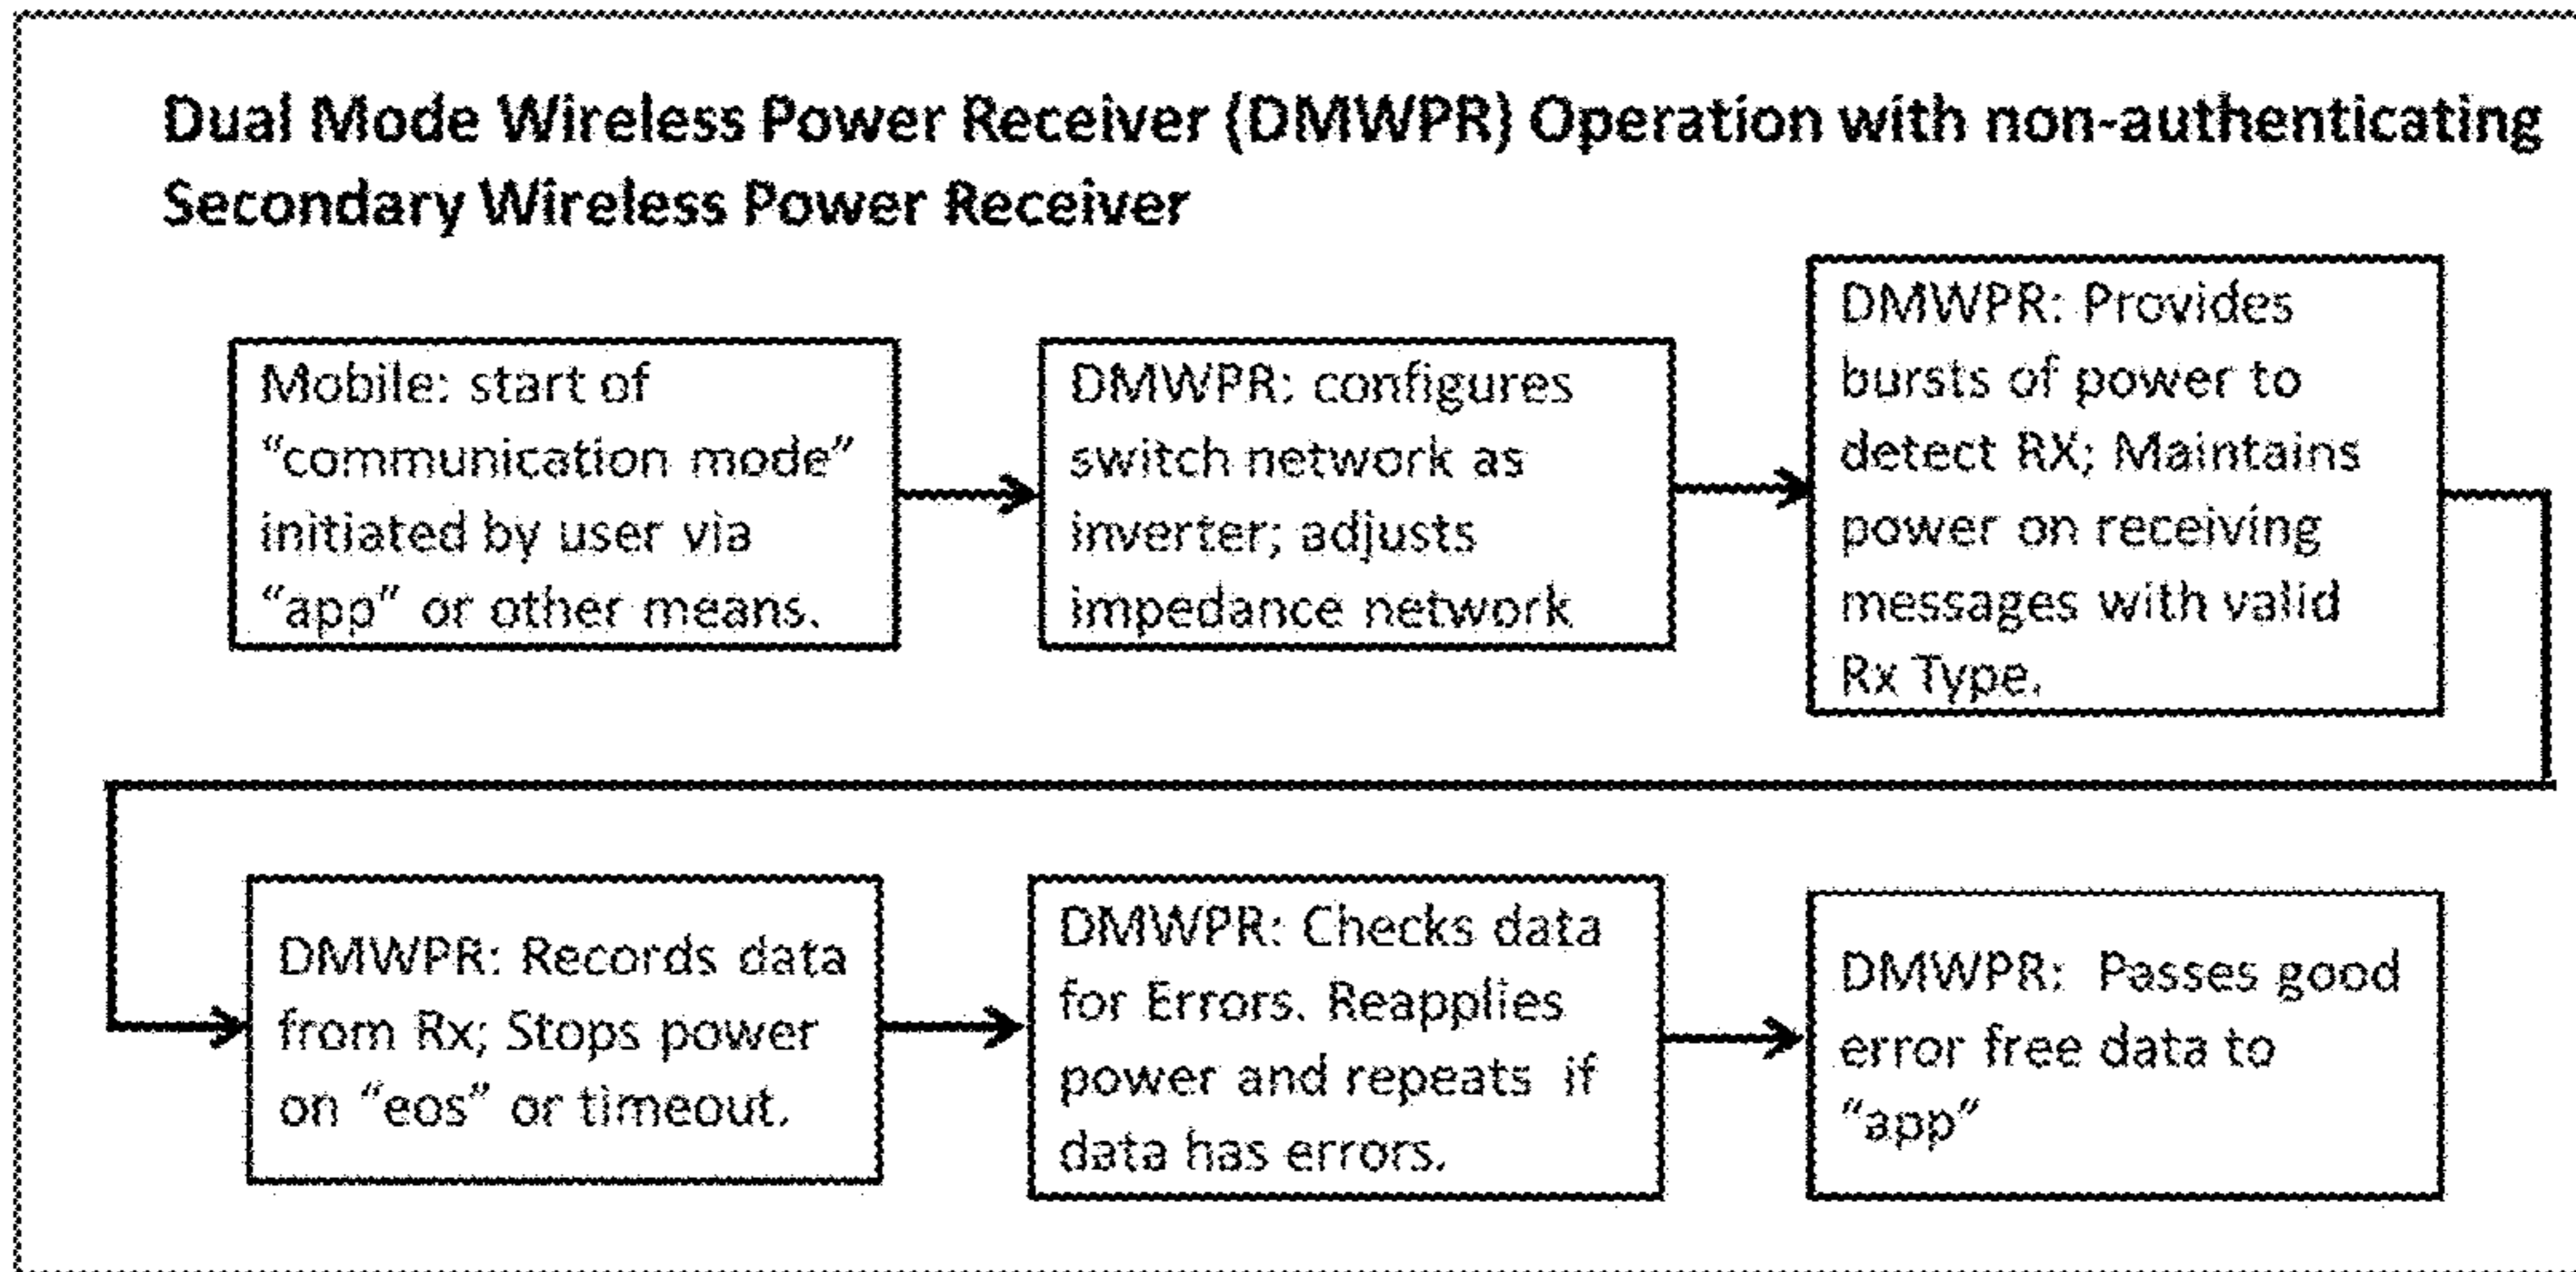 Dual Mode Wireless Power Receiver (DMWPR) Operation with non-authenticating
Secondary Wireless Power Receiver
Mobile: start of
“communication mode”
initiated by user via
“app” or other means.
DMWPR: configures
switch network as
inverter; adjusts
impedance network
DMWPR: Provides
bursts of power to
detect RX; Maintains
power on receiving
messages with valid
Rx Type.
DMWPR: Records data
from Rx; Stops power
on “eos” or timeout.
DMWPR: Checks data
for Errors. Reapplies
power and repeats if
data has errors.
DMWPR: Passes good
error free data to
“app”